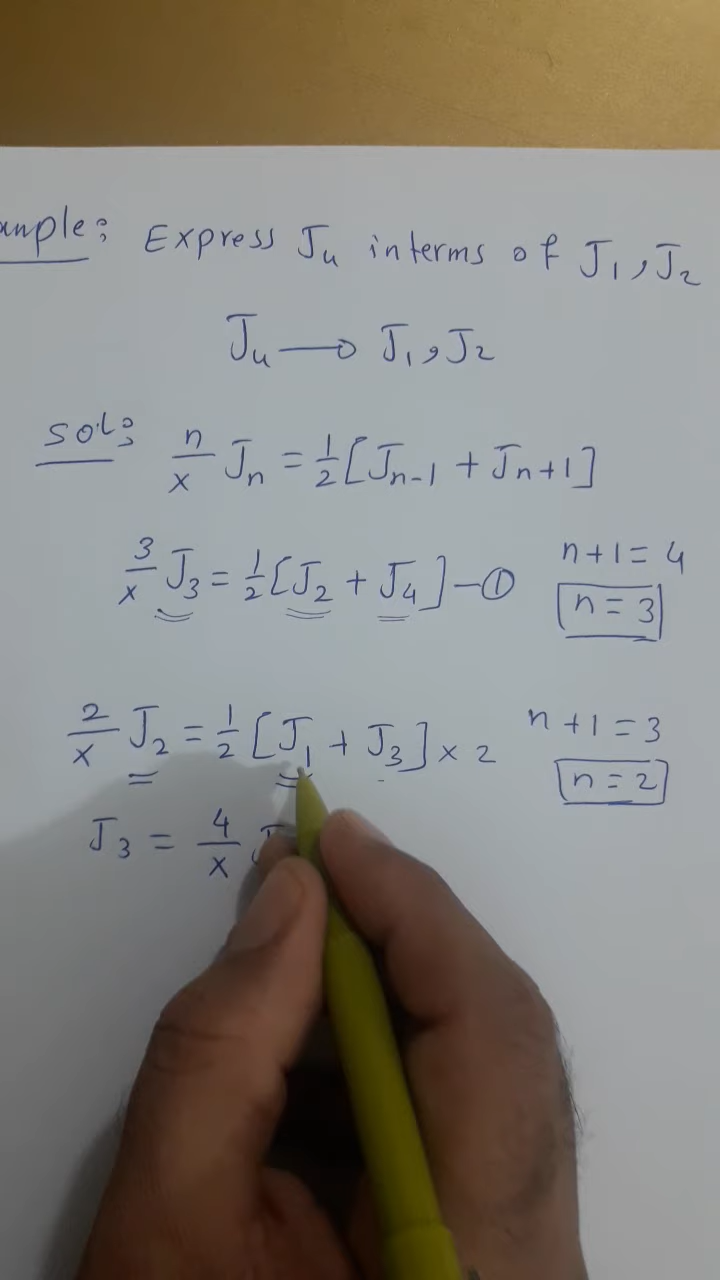 ample: Express J₄ interms of J₁, J₂
J₄ → J₁, J₂
Sol: n/x Jₙ = 1/2 [Jₙ₋₁ + Jₙ₊₁]
3/x J₃ = 1/2 [J₂ + J₄] — ① n+1 = 4
n = 3
2/x J₂ = 1/2 [J₁ + J₃] × 2 n+1 = 3
n = 2
J₃ = 4/x J